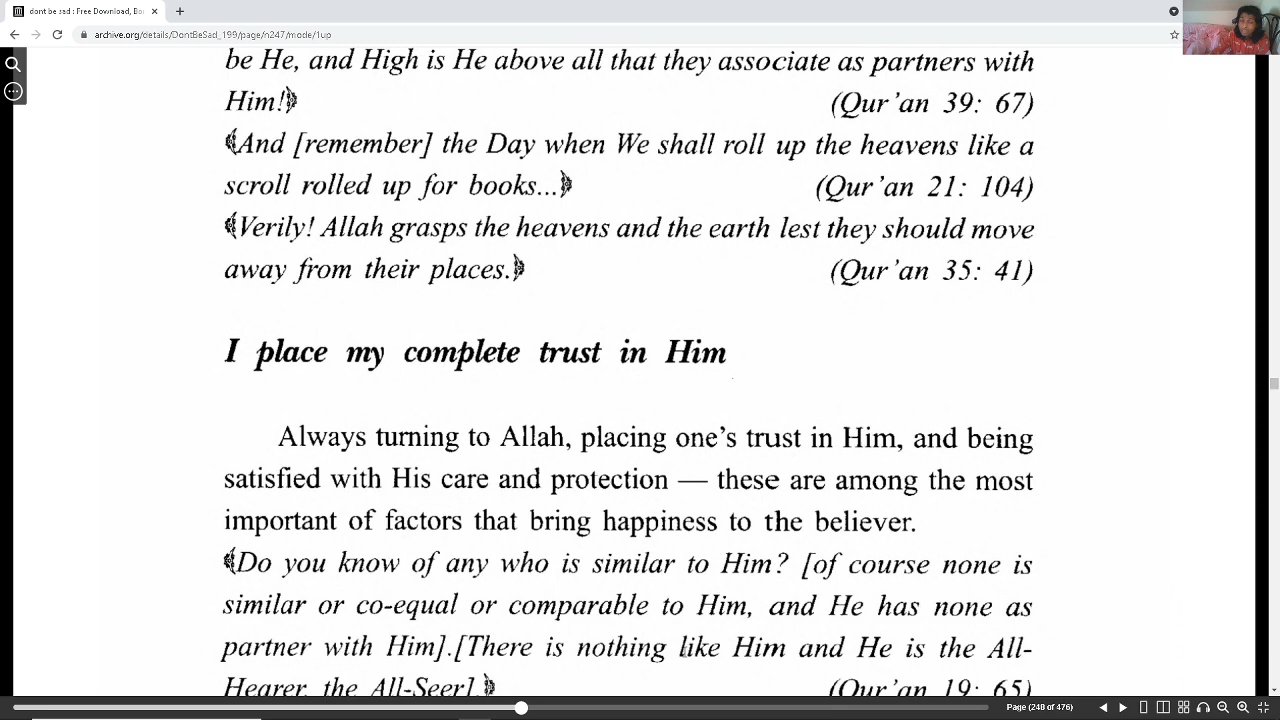 dont be sad : Free Download, Bo
archive.org/details/DontBeSad_199/page/n247/mode/1up
be He, and High is He above all that they associate as partners with
Him!﴿ (Qur'an 39: 67)
﴾And [remember] the Day when We shall roll up the heavens like a
scroll rolled up for books...﴿ (Qur'an 21: 104)
﴾Verily! Allah grasps the heavens and the earth lest they should move
away from their places.﴿ (Qur'an 35: 41)
I place my complete trust in Him
Always turning to Allah, placing one's trust in Him, and being
satisfied with His care and protection — these are among the most
important of factors that bring happiness to the believer.
﴾Do you know of any who is similar to Him? [of course none is
similar or co-equal or comparable to Him, and He has none as
partner with Him].[There is nothing like Him and He is the All-
Hearer, the All-Seer].﴿ (Qur'an 19: 65)
Page (248 of 476)